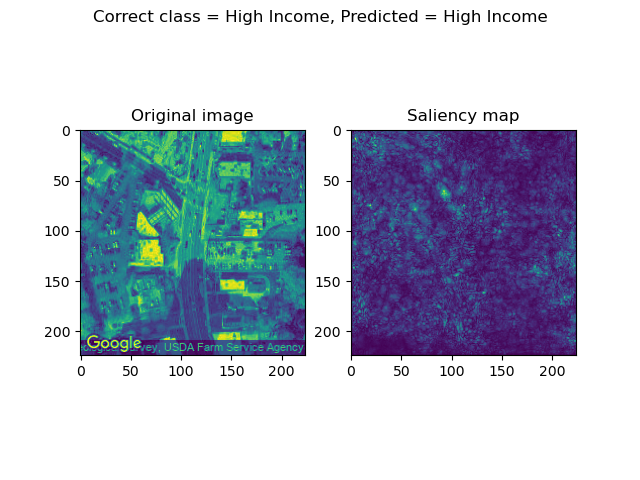 Correct class = High Income, Predicted = High Income
Original image
Saliency map
0
50
100
150
200
0
50
100
150
200
Google
Survey, USDA Farm Service Agency
0 50 100 150 200
0 50 100 150 200